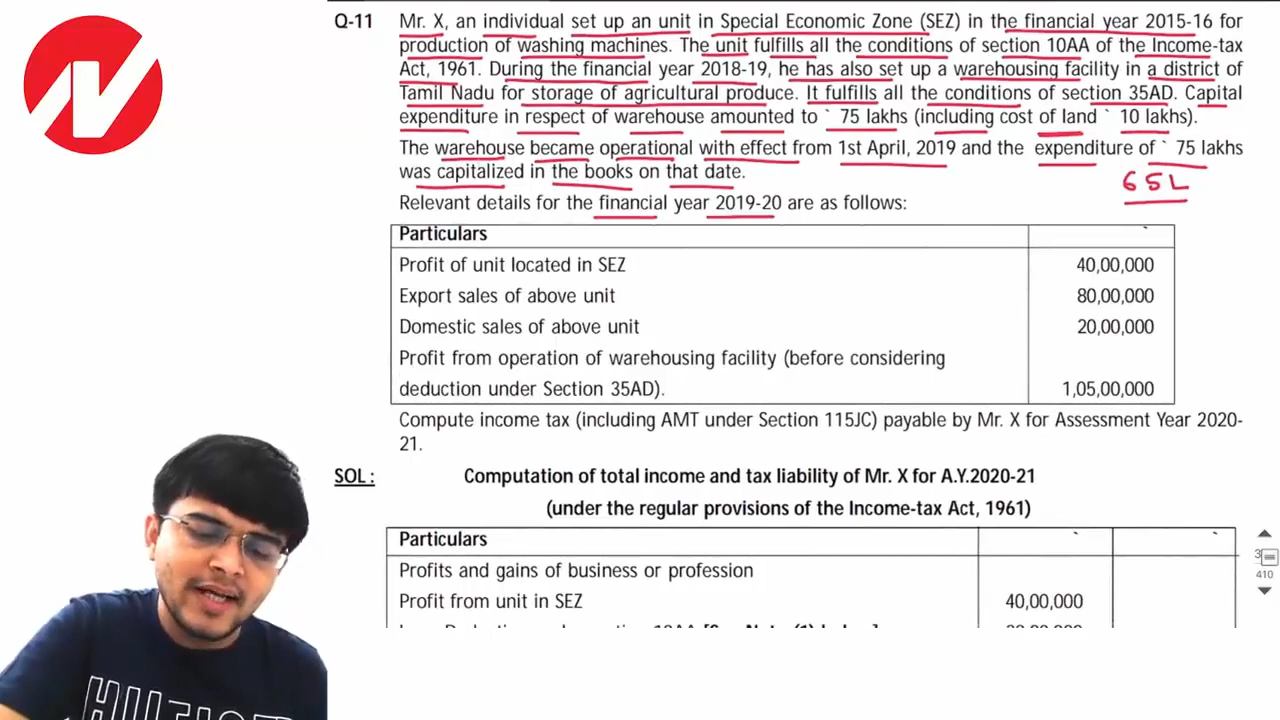 Q-11 Mr. X, an individual set up an unit in Special Economic Zone (SEZ) in the financial year 2015-16 for
production of washing machines. The unit fulfills all the conditions of section 10AA of the Income-tax
Act, 1961. During the financial year 2018-19, he has also set up a warehousing facility in a district of
Tamil Nadu for storage of agricultural produce. It fulfills all the conditions of section 35AD. Capital
expenditure in respect of warehouse amounted to ` 75 lakhs (including cost of land ` 10 lakhs).
The warehouse became operational with effect from 1st April, 2019 and the expenditure of ` 75 lakhs
was capitalized in the books on that date.
65L
Relevant details for the financial year 2019-20 are as follows:
Particulars `
Profit of unit located in SEZ 40,00,000
Export sales of above unit 80,00,000
Domestic sales of above unit 20,00,000
Profit from operation of warehousing facility (before considering
deduction under Section 35AD). 1,05,00,000
Compute income tax (including AMT under Section 115JC) payable by Mr. X for Assessment Year 2020-
21.
SOL : Computation of total income and tax liability of Mr. X for A.Y.2020-21
(under the regular provisions of the Income-tax Act, 1961)
Particulars ` `
Profits and gains of business or profession
Profit from unit in SEZ 40,00,000
410